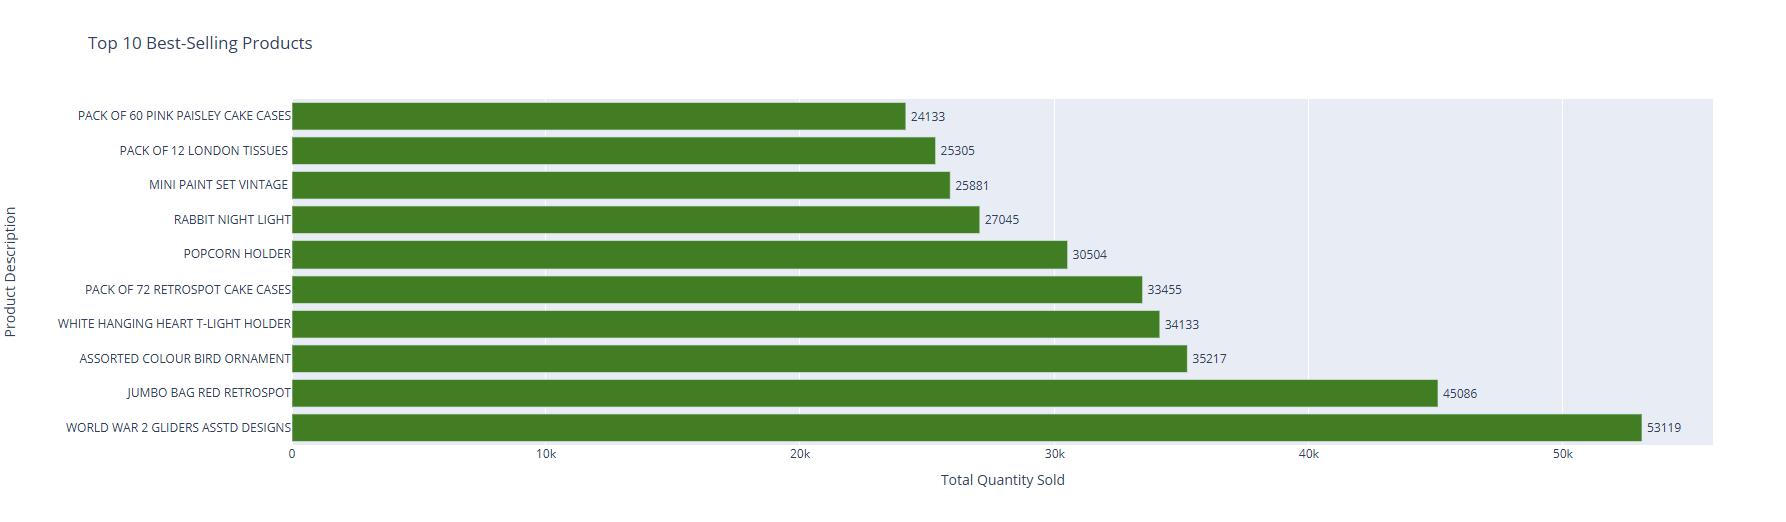 Top 10 Best-Selling Products
PACK OF 60 PINK PAISLEY CAKE CASES 24133
PACK OF 12 LONDON TISSUES 25305
MINI PAINT SET VINTAGE 25881
RABBIT NIGHT LIGHT 27045
POPCORN HOLDER 30504
PACK OF 72 RETROSPOT CAKE CASES 33455
WHITE HANGING HEART T-LIGHT HOLDER 34133
ASSORTED COLOUR BIRD ORNAMENT 35217
JUMBO BAG RED RETROSPOT 45086
WORLD WAR 2 GLIDERS ASSTD DESIGNS 53119
0 10k 20k 30k 40k 50k
Total Quantity Sold
Product Description